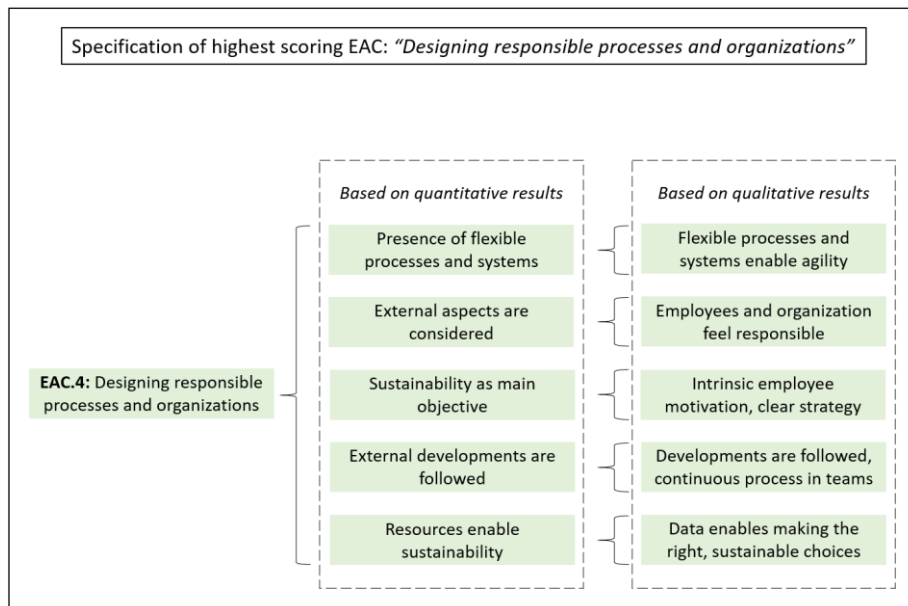 Specification of highest scoring EAC: “Designing responsible processes and organizations”
Based on quantitative results
Based on qualitative results
EAC.4: Designing responsible
processes and organizations
Presence of flexible
processes and systems
Flexible processes and
systems enable agility
External aspects are
considered
Employees and organization
feel responsible
Sustainability as main
objective
Intrinsic employee
motivation, clear strategy
External developments are
followed
Developments are followed,
continuous process in teams
Resources enable
sustainability
Data enables making the
right, sustainable choices